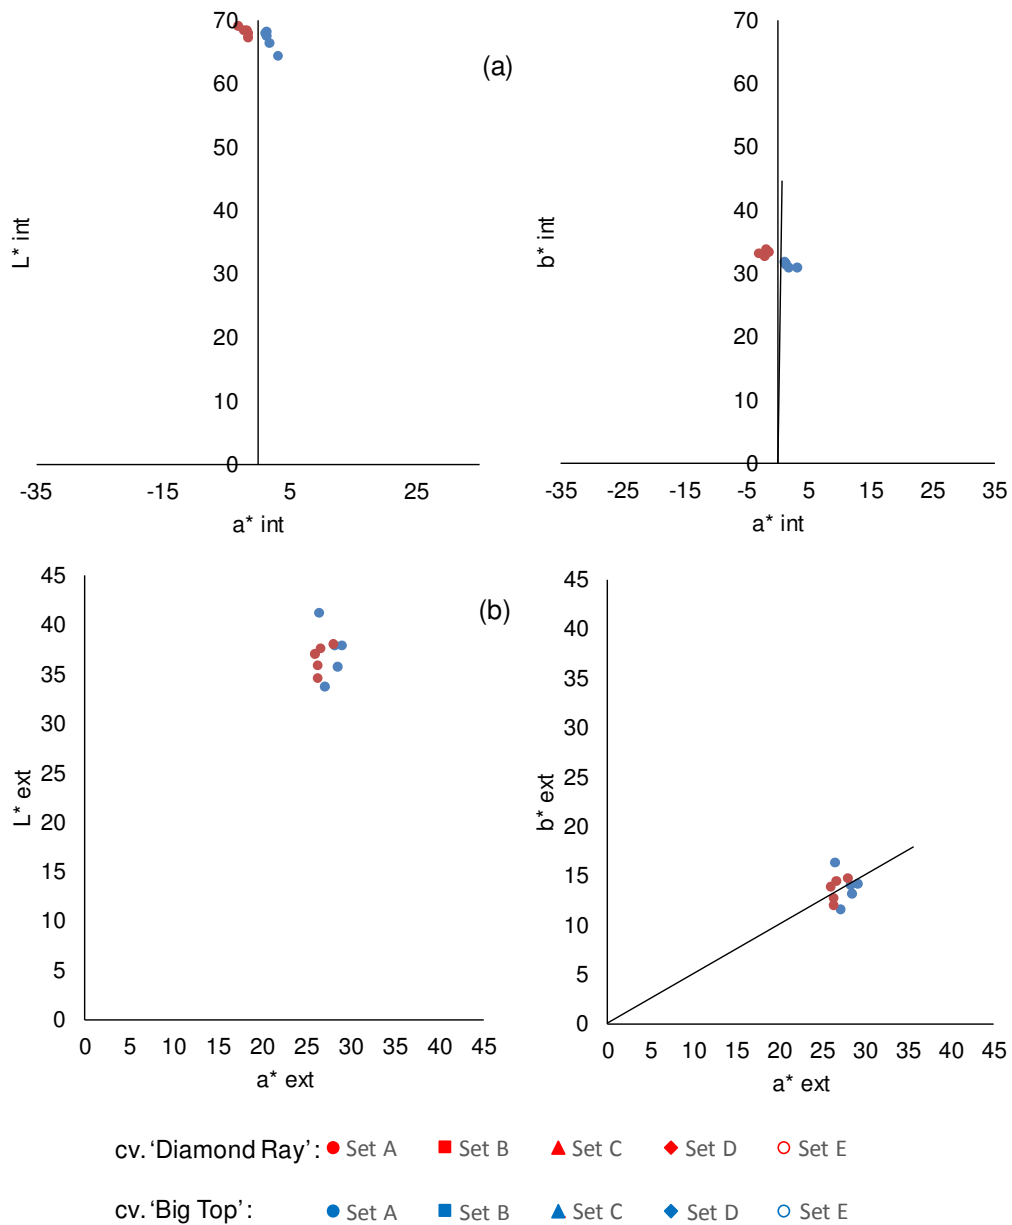 70
60
50
40
30
20
10
0
-35 -15 5 25
L* int
a* int
(a)
70
60
50
40
30
20
10
0
-35 -25 -15 -5 5 15 25 35
b* int
a* int
45
40
35
30
25
20
15
10
5
0
0 5 10 15 20 25 30 35 40 45
L* ext
a* ext
(b)
45
40
35
30
25
20
15
10
5
0
0 5 10 15 20 25 30 35 40 45
b* ext
a* ext
cv. ‘Diamond Ray’: Set A Set B Set C Set D Set E
cv. ‘Big Top’: Set A Set B Set C Set D Set E